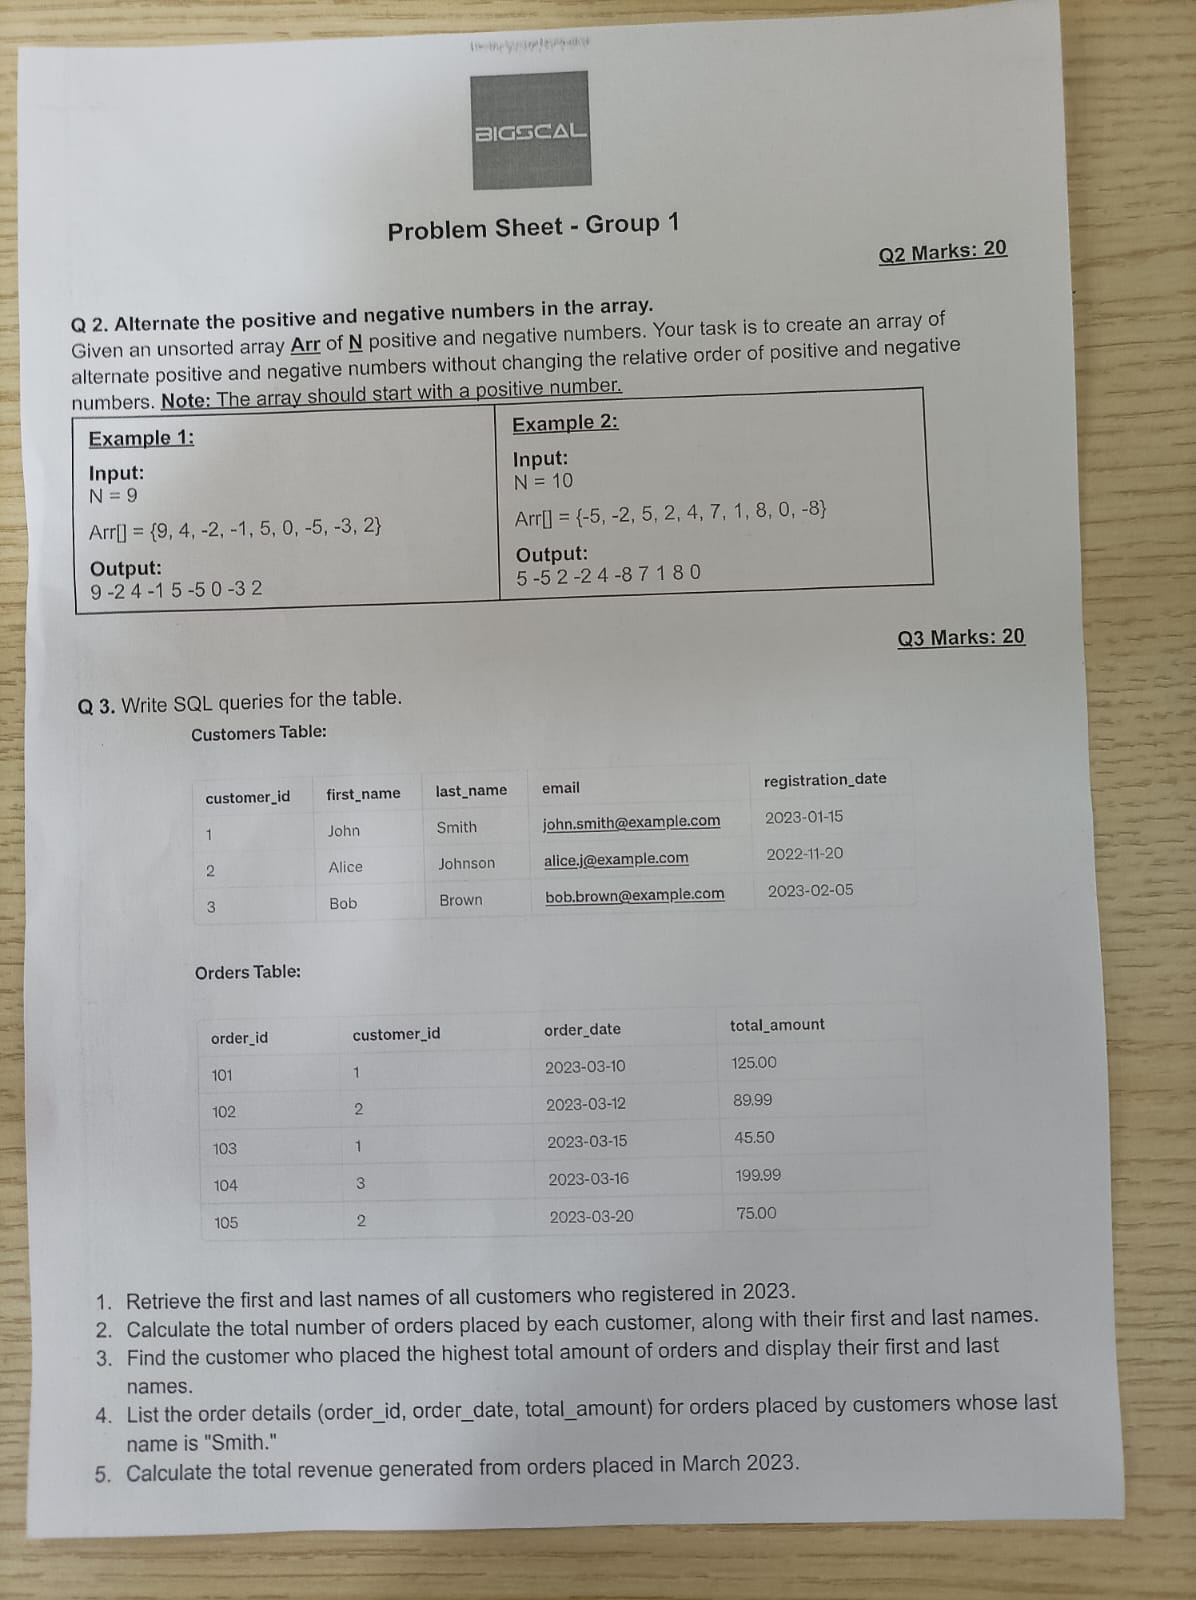 BIGSCAL
Problem Sheet - Group 1
Q2 Marks: 20
Q 2. Alternate the positive and negative numbers in the array.
Given an unsorted array Arr of N positive and negative numbers. Your task is to create an array of
alternate positive and negative numbers without changing the relative order of positive and negative
numbers. Note: The array should start with a positive number.
Example 1:
Input:
N = 9
Arr[] = {9, 4, -2, -1, 5, 0, -5, -3, 2}
Output:
9 -2 4 -1 5 -5 0 -3 2
Example 2:
Input:
N = 10
Arr[] = {-5, -2, 5, 2, 4, 7, 1, 8, 0, -8}
Output:
5 -5 2 -2 4 -8 7 1 8 0
Q3 Marks: 20
Q 3. Write SQL queries for the table.
Customers Table:
customer_id first_name last_name email registration_date
1 John Smith john.smith@example.com 2023-01-15
2 Alice Johnson alice.j@example.com 2022-11-20
3 Bob Brown bob.brown@example.com 2023-02-05
Orders Table:
order_id customer_id order_date total_amount
101 1 2023-03-10 125.00
102 2 2023-03-12 89.99
103 1 2023-03-15 45.50
104 3 2023-03-16 199.99
105 2 2023-03-20 75.00
1. Retrieve the first and last names of all customers who registered in 2023.
2. Calculate the total number of orders placed by each customer, along with their first and last names.
3. Find the customer who placed the highest total amount of orders and display their first and last
names.
4. List the order details (order_id, order_date, total_amount) for orders placed by customers whose last
name is "Smith."
5. Calculate the total revenue generated from orders placed in March 2023.